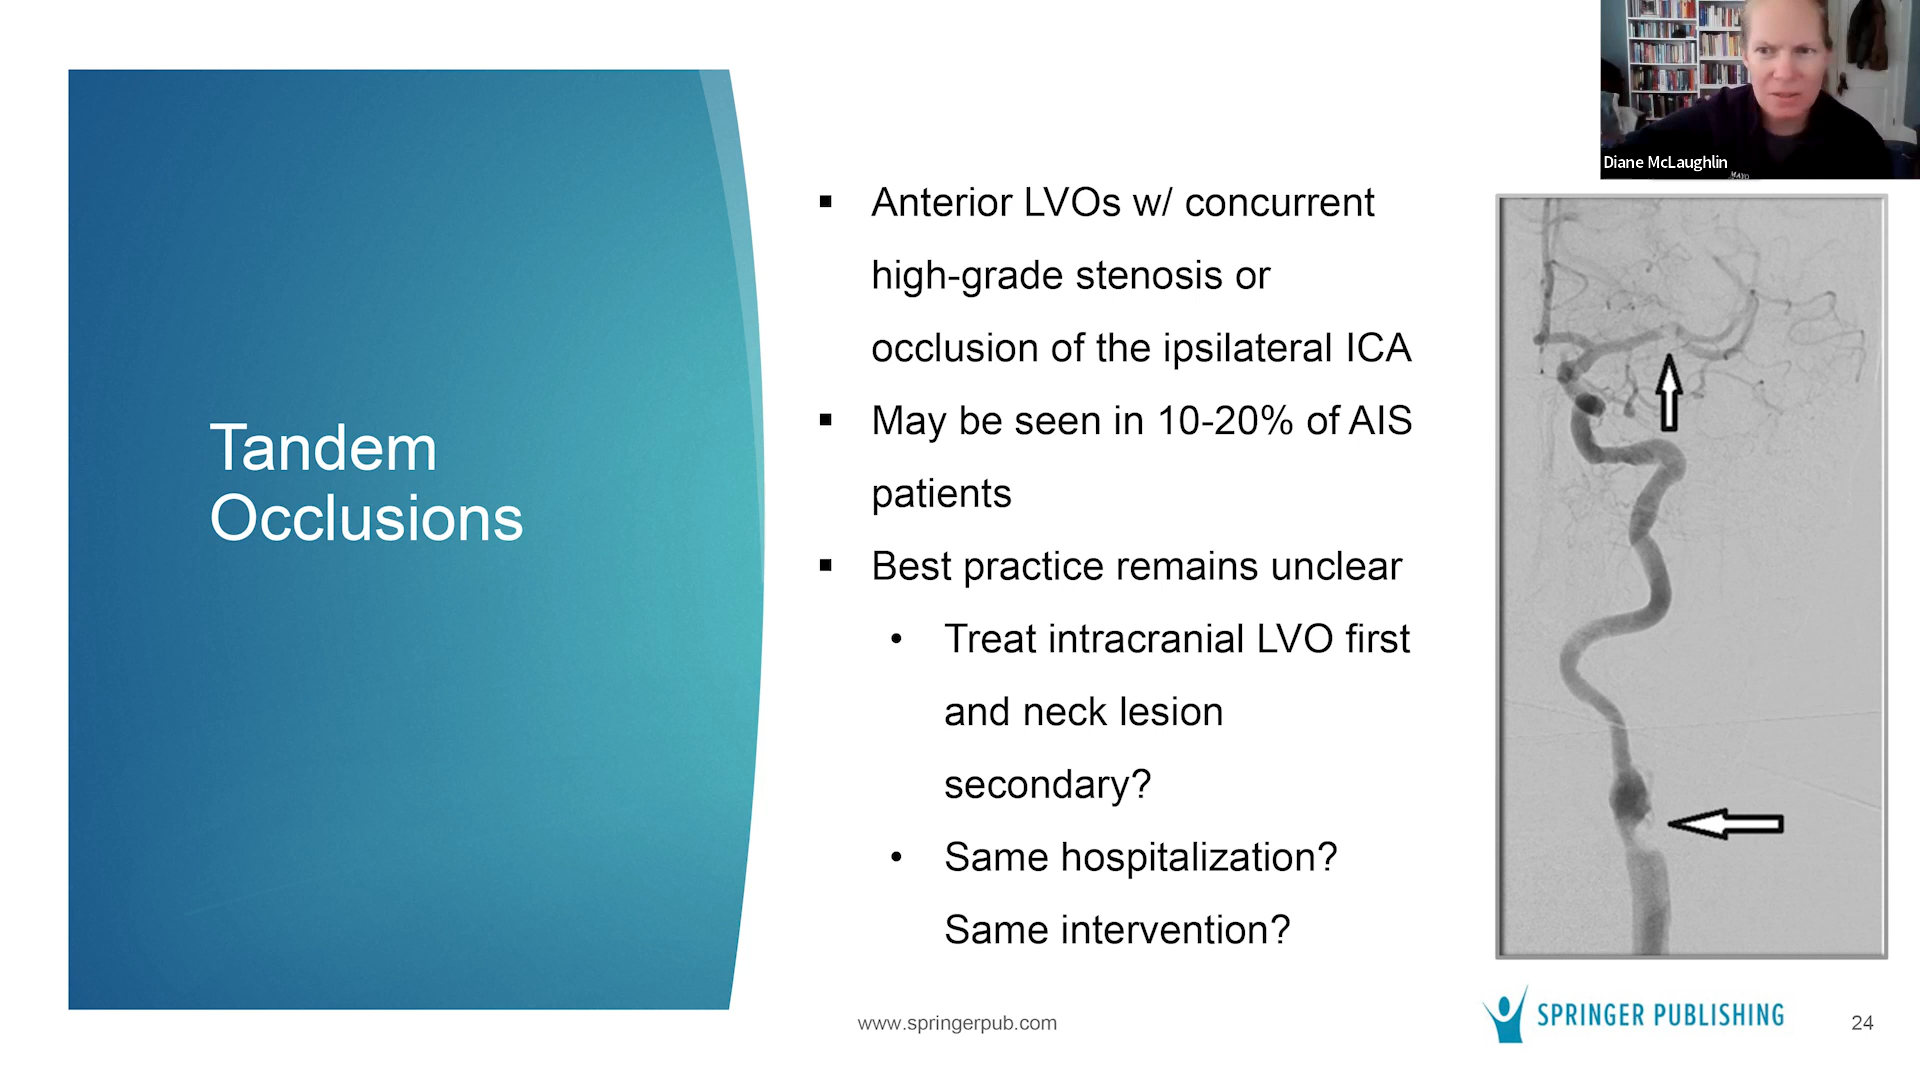 Diane McLaughlin
MAYO
Tandem
Occlusions
▪ Anterior LVOs w/ concurrent
high-grade stenosis or
occlusion of the ipsilateral ICA
▪ May be seen in 10-20% of AIS
patients
▪ Best practice remains unclear
• Treat intracranial LVO first
and neck lesion
secondary?
• Same hospitalization?
Same intervention?
www.springerpub.com
SPRINGER PUBLISHING
24